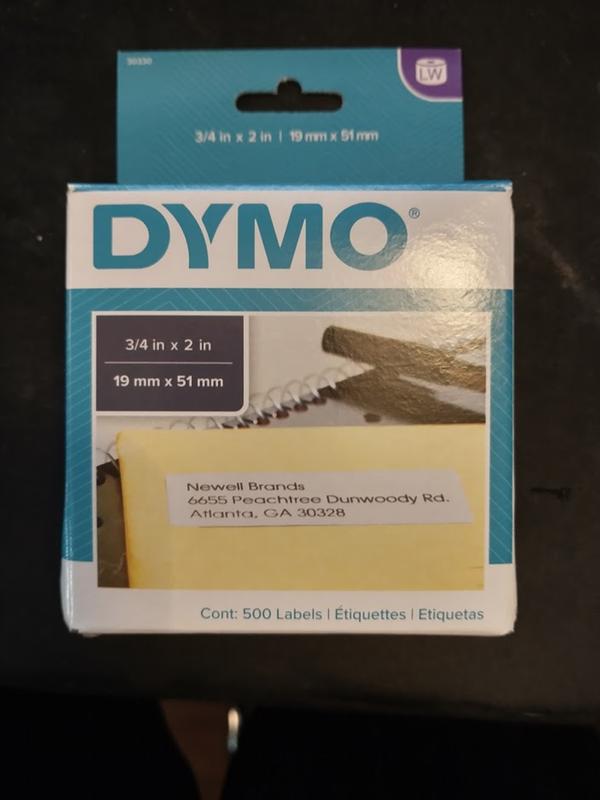 30330
LW
3/4 in x 2 in | 19 mm x 51 mm
DYMO®
3/4 in x 2 in
19 mm x 51 mm
Newell Brands
6655 Peachtree Dunwoody Rd.
Atlanta, GA 30328
Cont: 500 Labels | Étiquettes | Etiquetas